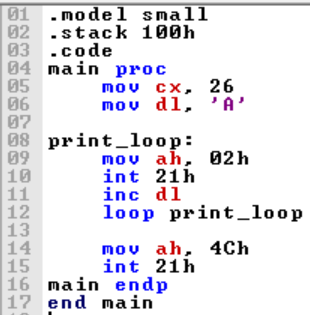 01 .model small
02 .stack 100h
03 .code
04 main proc
05 mov cx, 26
06 mov dl, 'A'
07
08 print_loop:
09 mov ah, 02h
10 int 21h
11 inc dl
12 loop print_loop
13
14 mov ah, 4Ch
15 int 21h
16 main endp
17 end main